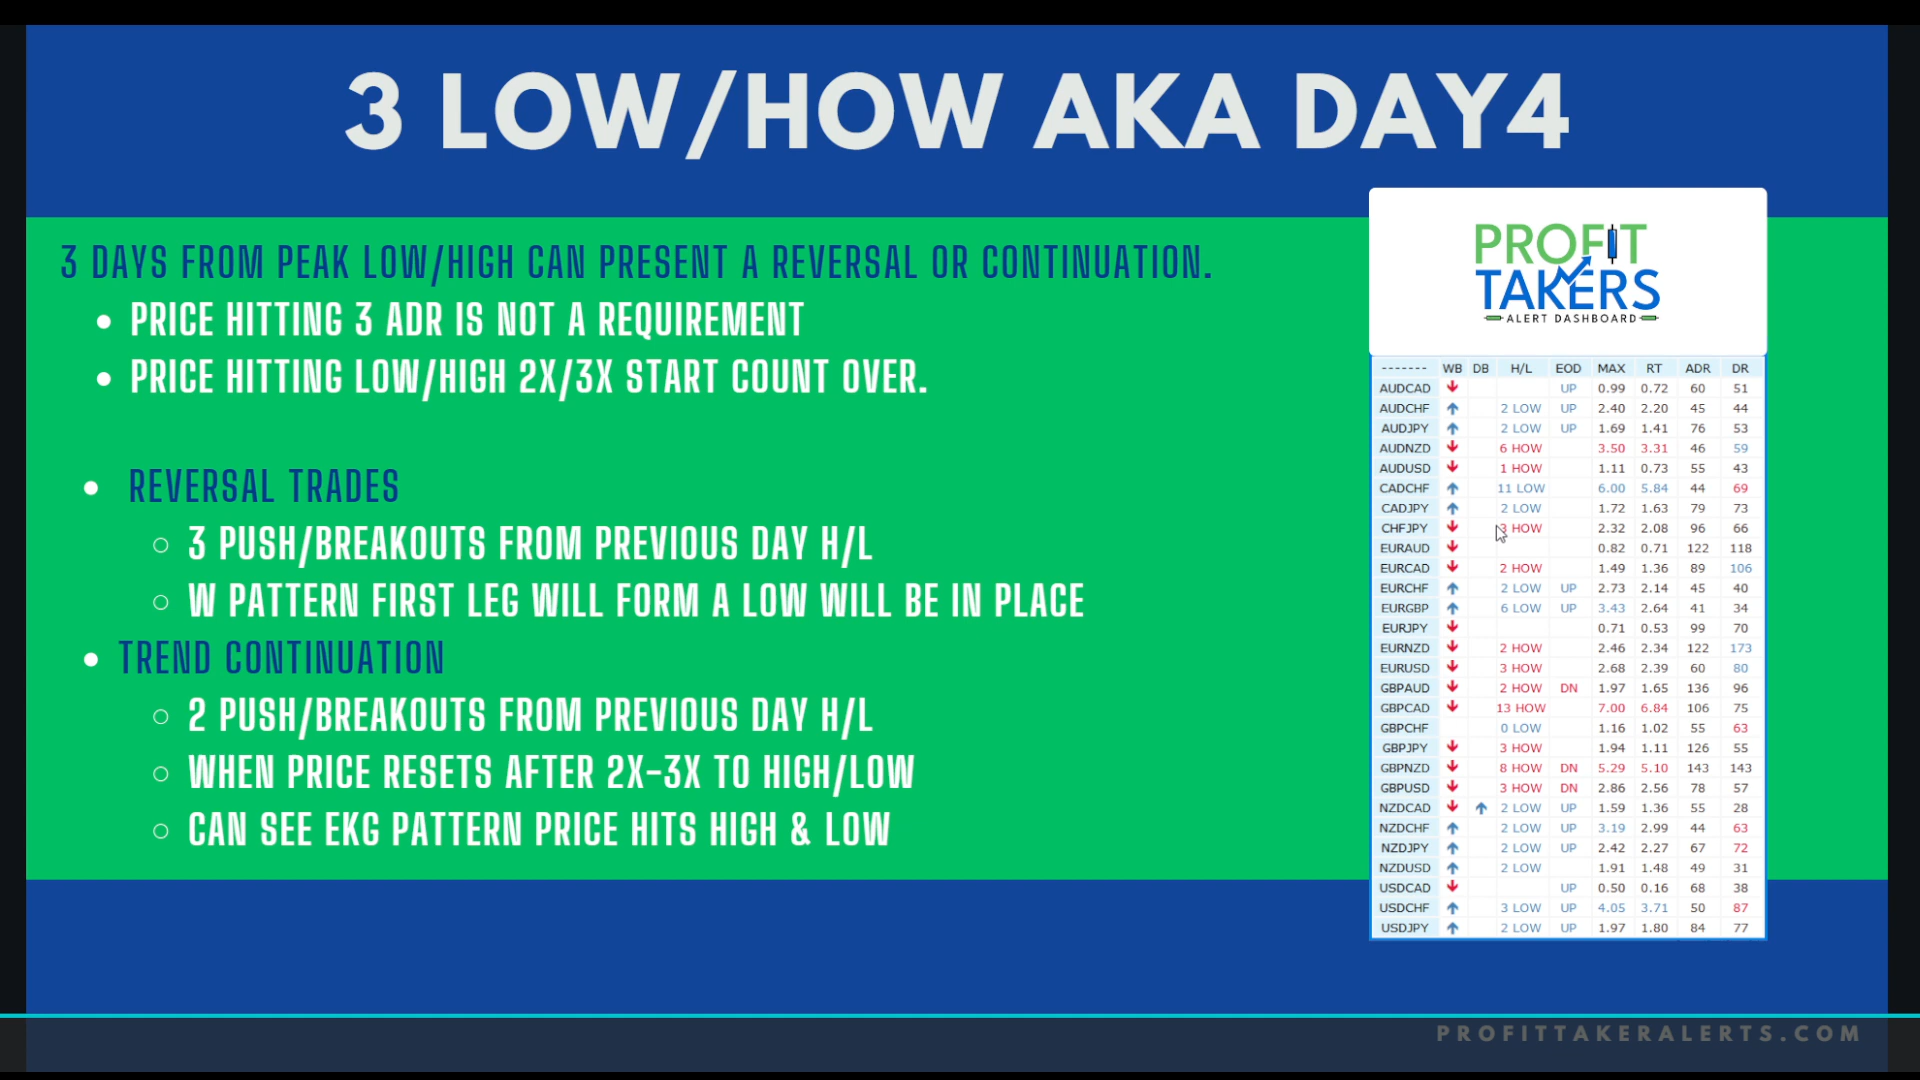 3 LOW/HOW AKA DAY4
3 DAYS FROM PEAK LOW/HIGH CAN PRESENT A REVERSAL OR CONTINUATION.
PRICE HITTING 3 ADR IS NOT A REQUIREMENT
PRICE HITTING LOW/HIGH 2X/3X START COUNT OVER.
REVERSAL TRADES
3 PUSH/BREAKOUTS FROM PREVIOUS DAY H/L
W PATTERN FIRST LEG WILL FORM A LOW WILL BE IN PLACE
TREND CONTINUATION
2 PUSH/BREAKOUTS FROM PREVIOUS DAY H/L
WHEN PRICE RESETS AFTER 2X-3X TO HIGH/LOW
CAN SEE EKG PATTERN PRICE HITS HIGH & LOW
PROFIT
TAKERS
ALERT DASHBOARD
------- WB DB H/L EOD MAX RT ADR DR
AUDCAD UP 0.99 0.72 60 51
AUDCHF 2 LOW UP 2.40 2.20 45 44
AUDJPY 2 LOW UP 1.69 1.41 76 53
AUDNZD 6 HOW 3.50 3.31 46 59
AUDUSD 1 HOW 1.11 0.73 55 43
CADCHF 11 LOW 6.00 5.84 44 69
CADJPY 2 LOW 1.72 1.63 79 73
CHFJPY 3 HOW 2.32 2.08 96 66
EURAUD 0.82 0.71 122 118
EURCAD 2 HOW 1.49 1.36 89 106
EURCHF 2 LOW UP 2.73 2.14 45 40
EURGBP 6 LOW UP 3.43 2.64 41 34
EURJPY 0.71 0.53 99 70
EURNZD 2 HOW 2.46 2.34 122 173
EURUSD 3 HOW 2.68 2.39 60 80
GBPAUD 2 HOW DN 1.97 1.65 136 96
GBPCAD 13 HOW 7.00 6.84 106 75
GBPCHF 0 LOW 1.16 1.02 55 63
GBPJPY 3 HOW 1.94 1.11 126 55
GBPNZD 8 HOW DN 5.29 5.10 143 143
GBPUSD 3 HOW DN 2.86 2.56 78 57
NZDCAD 2 LOW UP 1.59 1.36 55 28
NZDCHF 2 LOW UP 3.19 2.99 44 63
NZDJPY 2 LOW UP 2.42 2.27 67 72
NZDUSD 2 LOW 1.91 1.48 49 31
USDCAD UP 0.50 0.16 68 38
USDCHF 3 LOW UP 4.05 3.71 50 87
USDJPY 2 LOW UP 1.97 1.80 84 77
PROFITTAKERALERTS.COM